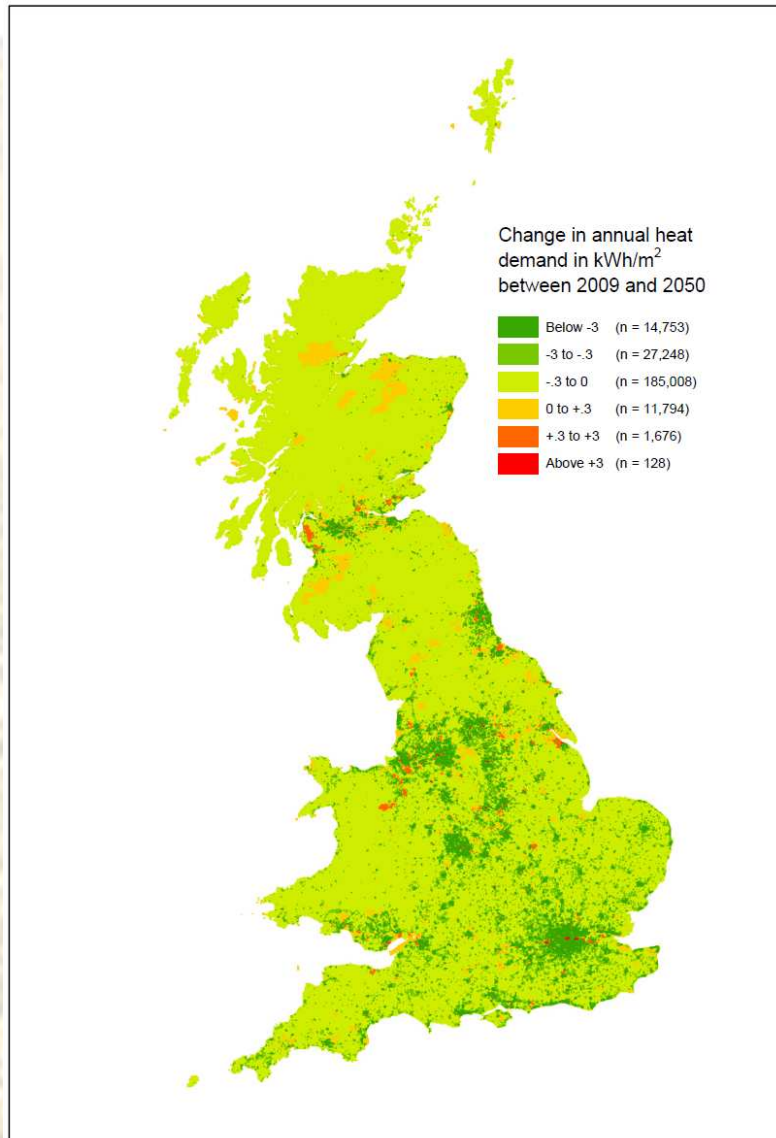 Change in annual heat
demand in kWh/m²
between 2009 and 2050
Below -3 (n = 14,753)
-3 to -.3 (n = 27,248)
-.3 to 0 (n = 185,008)
0 to +.3 (n = 11,794)
+.3 to +3 (n = 1,676)
Above +3 (n = 128)